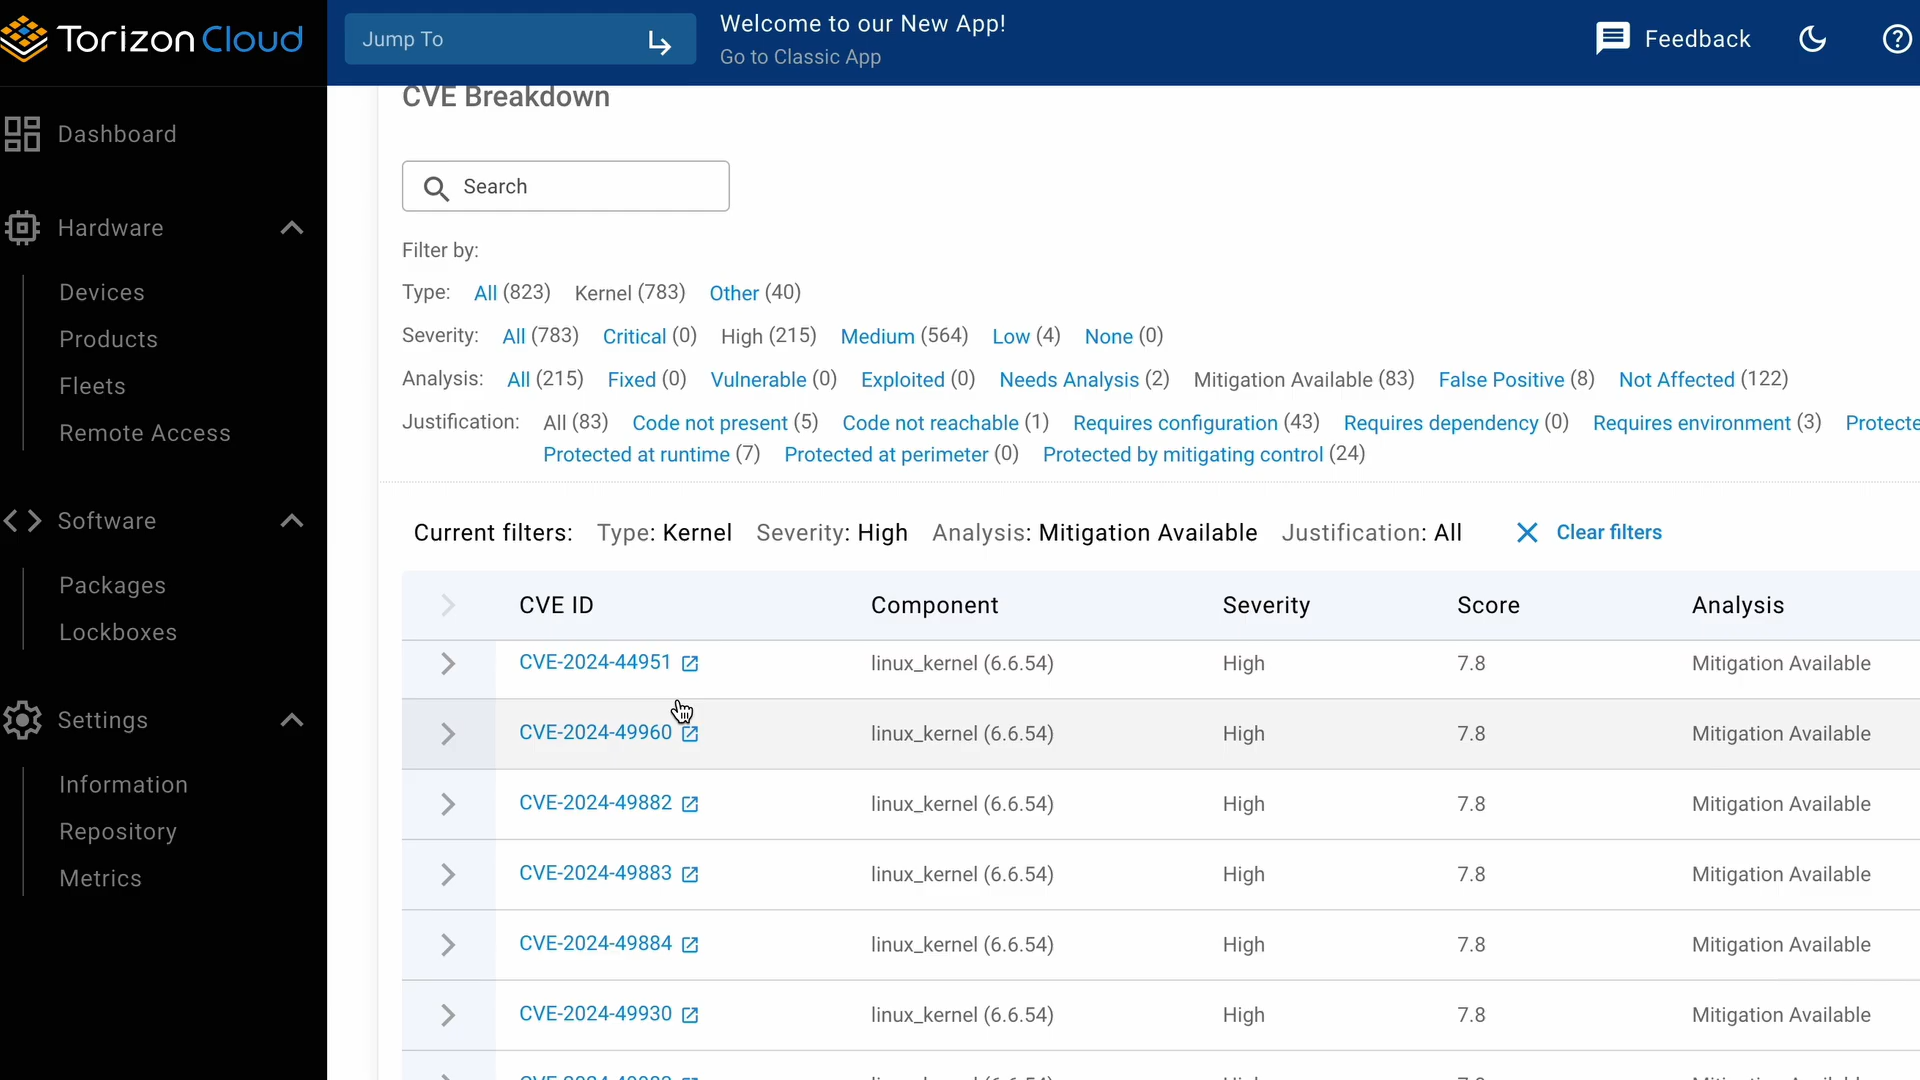 Torizon Cloud
Jump To
Welcome to our New App!
Go to Classic App
Feedback
Dashboard
Hardware
Devices
Products
Fleets
Remote Access
Software
Packages
Lockboxes
Settings
Information
Repository
Metrics
CVE Breakdown
Search
Filter by:
Type: All (823) Kernel (783) Other (40)
Severity: All (783) Critical (0) High (215) Medium (564) Low (4) None (0)
Analysis: All (215) Fixed (0) Vulnerable (0) Exploited (0) Needs Analysis (2) Mitigation Available (83) False Positive (8) Not Affected (122)
Justification: All (83) Code not present (5) Code not reachable (1) Requires configuration (43) Requires dependency (0) Requires environment (3) Protecte
Protected at runtime (7) Protected at perimeter (0) Protected by mitigating control (24)
Current filters: Type: Kernel Severity: High Analysis: Mitigation Available Justification: All Clear filters
CVE ID Component Severity Score Analysis
CVE-2024-44951 linux_kernel (6.6.54) High 7.8 Mitigation Available
CVE-2024-49960 linux_kernel (6.6.54) High 7.8 Mitigation Available
CVE-2024-49882 linux_kernel (6.6.54) High 7.8 Mitigation Available
CVE-2024-49883 linux_kernel (6.6.54) High 7.8 Mitigation Available
CVE-2024-49884 linux_kernel (6.6.54) High 7.8 Mitigation Available
CVE-2024-49930 linux_kernel (6.6.54) High 7.8 Mitigation Available